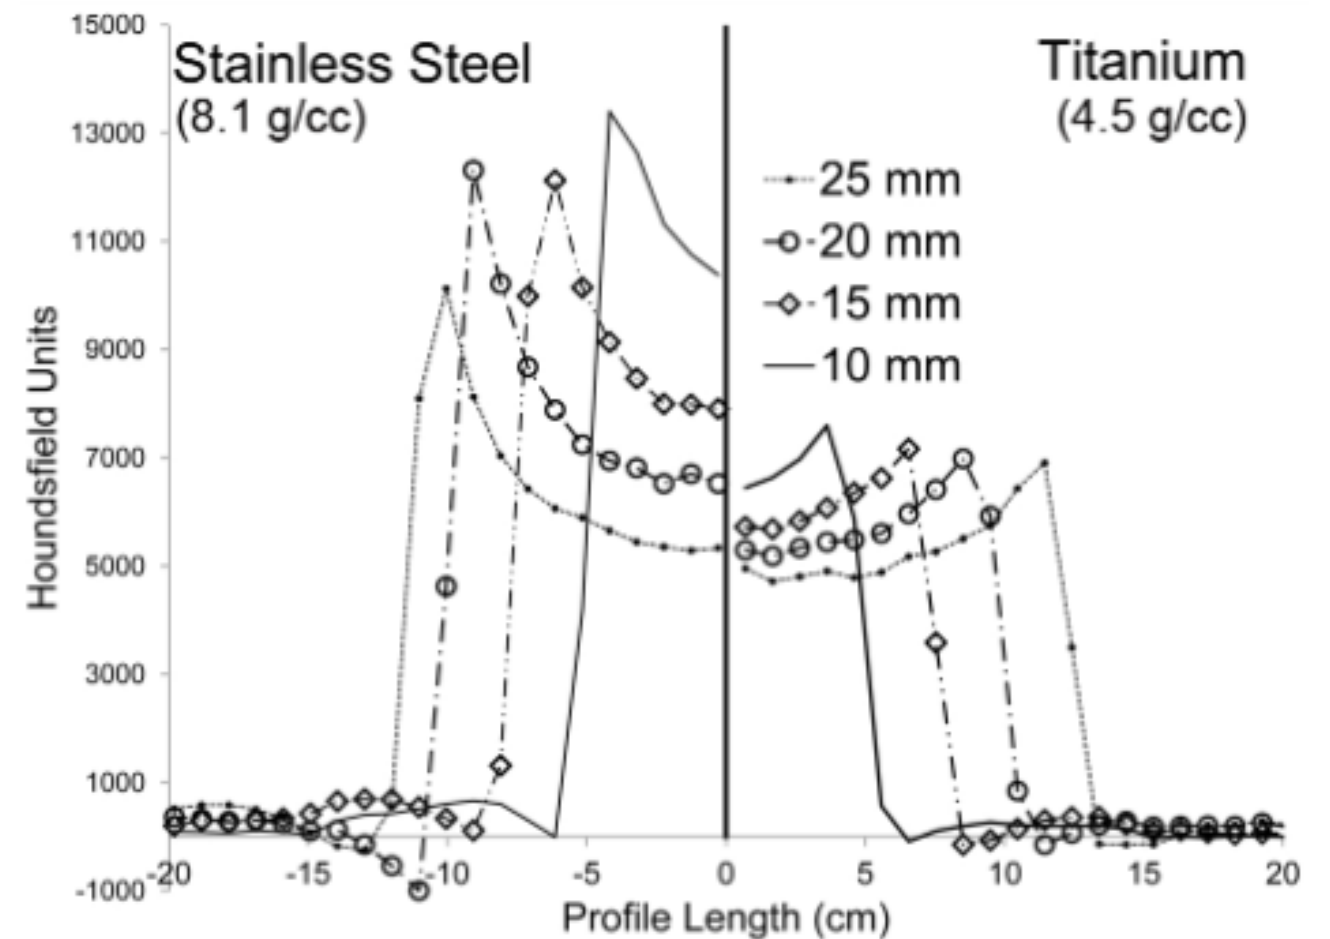 15000
Stainless Steel
Titanium
(8.1 g/cc)
(4.5 g/cc)
13000
25 mm
11000
20 mm
15 mm
9000
10 mm
Houndsfield Units
7000
5000
3000
1000
-1000
-20
-15
-10
-5
0
5
10
15
20
Profile Length (cm)